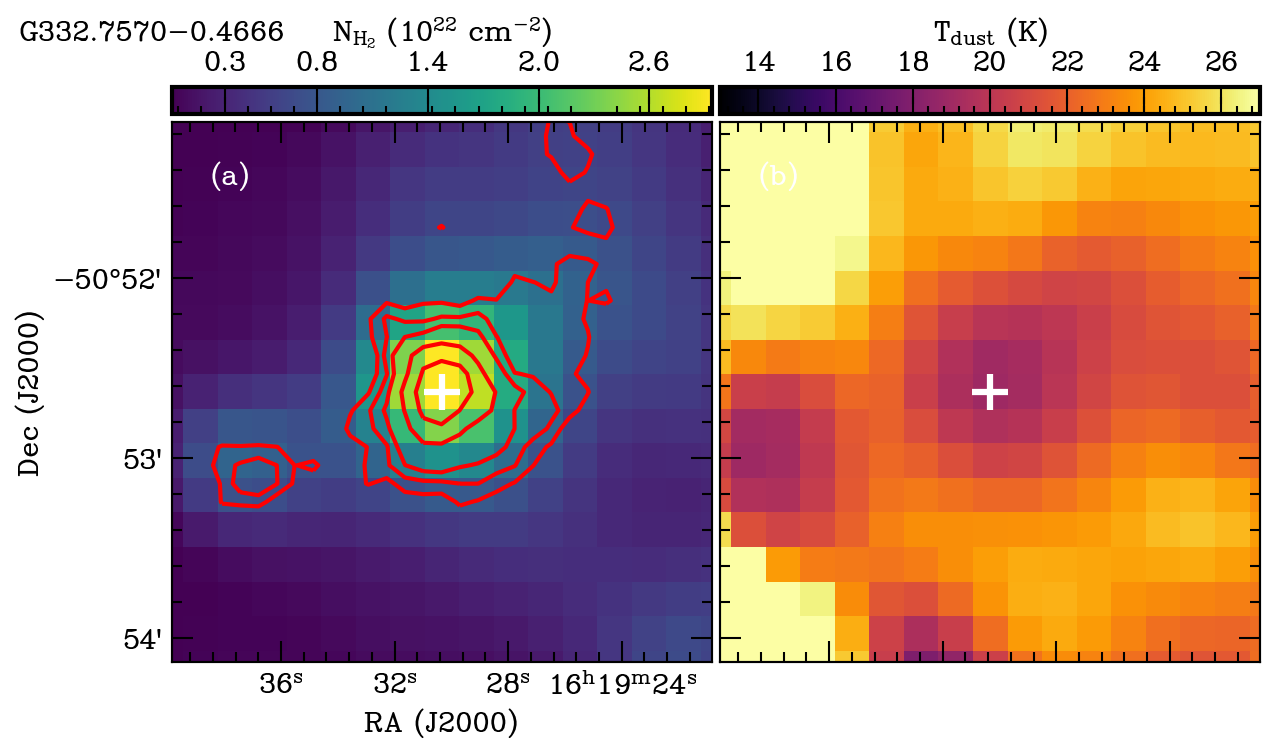 G332.7570−0.4666 N_H₂ (10²² cm⁻²) T_dust (K)
0.3 0.8 1.4 2.0 2.6 14 16 18 20 22 24 26
(a) (b)
−50°52'
53'
54'
Dec (J2000)
36ˢ 32ˢ 28ˢ 16ʰ19ᵐ24ˢ
RA (J2000)